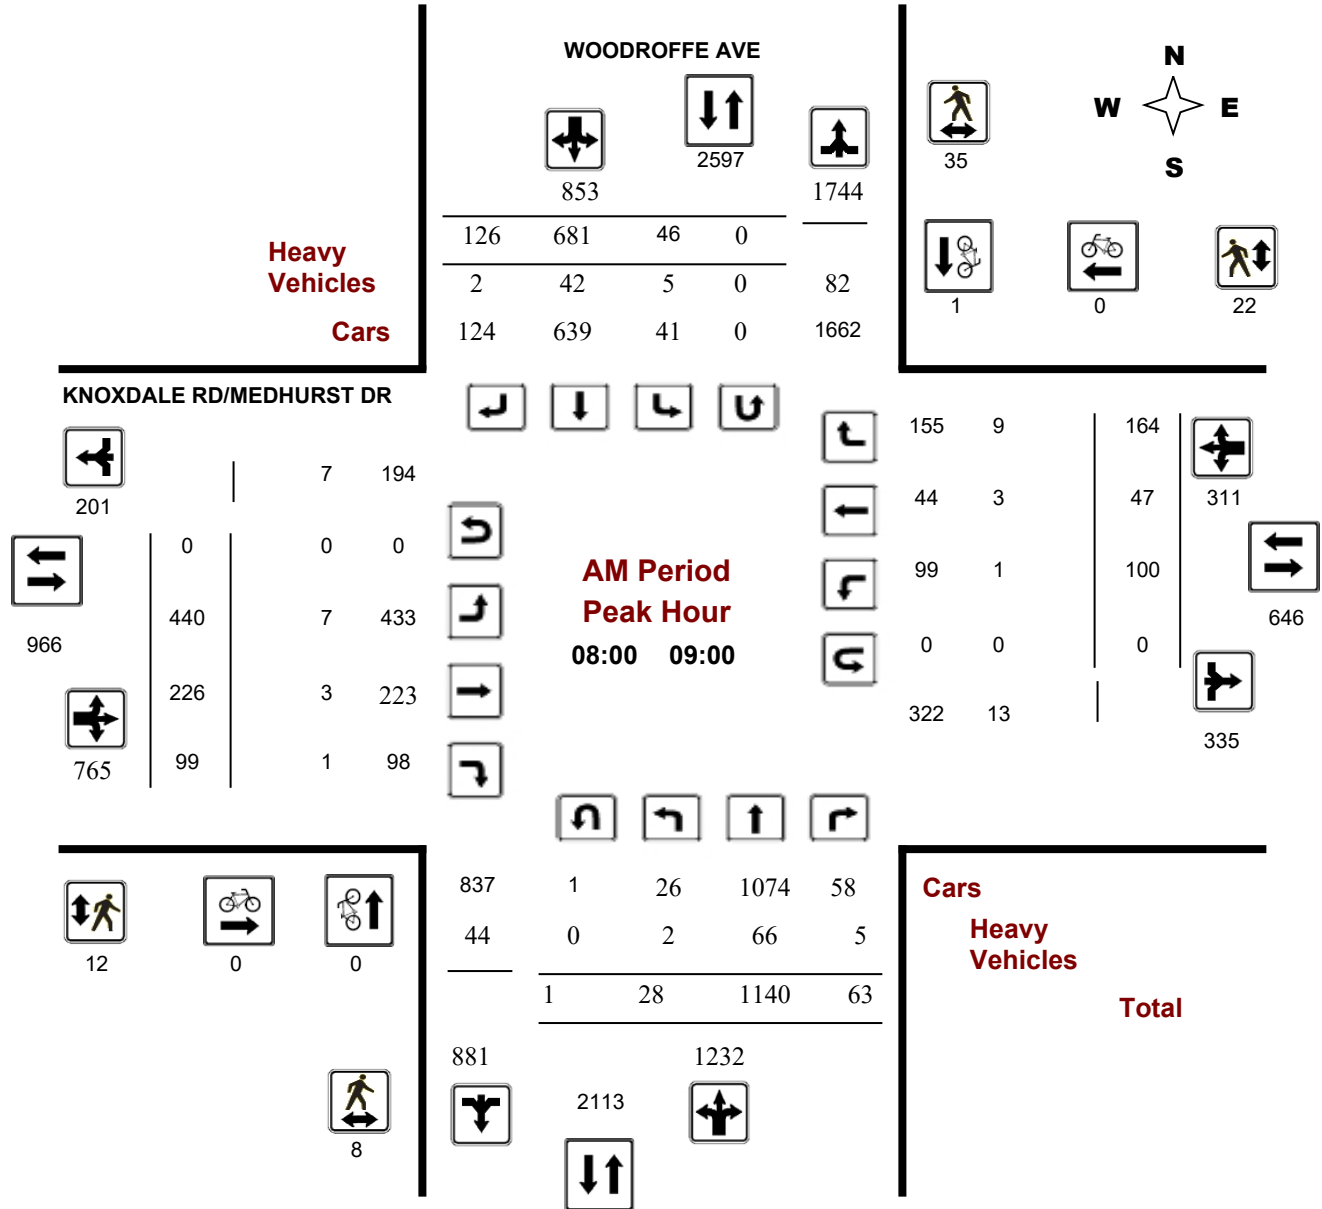 WOODROFFE AVE
N
W E
S
2597
35
853 1744
126 681 46 0
Heavy
Vehicles
2 42 5 0 82
1 0 22
Cars
124 639 41 0 1662
KNOXDALE RD/MEDHURST DR
155 9 164
7 194
201
44 3 47 311
0 0 0
AM Period
99 1 100
Peak Hour
440 7 433
646
966
08:00 09:00
0 0 0
226 3 223
322 13
335
765
99 1 98
837 1 26 1074 58
Cars
44 0 2 66 5
Heavy
Vehicles
12 0 0
1 28 1140 63
Total
881 1232
2113
8